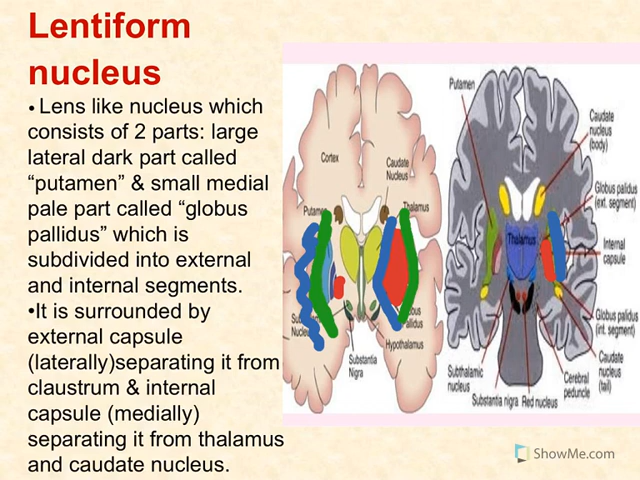 Lentiform
nucleus
• Lens like nucleus which
consists of 2 parts: large
lateral dark part called
“putamen” & small medial
pale part called “globus
pallidus” which is
subdivided into external
and internal segments.
•It is surrounded by
external capsule
(laterally)separating it from
claustrum & internal
capsule (medially)
separating it from thalamus
and caudate nucleus.
Cortex
Caudate
Nucleus
Thalamus
Hypothalamus
Substantia
Nigra
Putamen
Caudate
nucleus
(body)
Globus palidus
(ext. segment)
Thalamus
Internal
capsule
Globus palidus
(int. segment)
Caudate
nucleus
(tail)
Cerebral
peduncle
Red nucleus
Substantia nigra
Subthalamic
nucleus
ShowMe.com